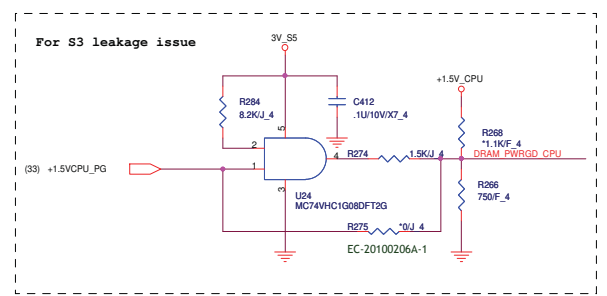 For S3 leakage issue
3V_S5
R284
8.2K/J_4
C412
.1U/10V/X7_4
+1.5V_CPU
5
2
1
4
3
R274
1.5K/J_4
R268
*1.1K/F_4
DRAM_PWRGD_CPU
(33) +1.5VCPU_PG
U24
MC74VHC1G08DFT2G
R266
750/F_4
R275
*0/J_4
EC-20100206A-1